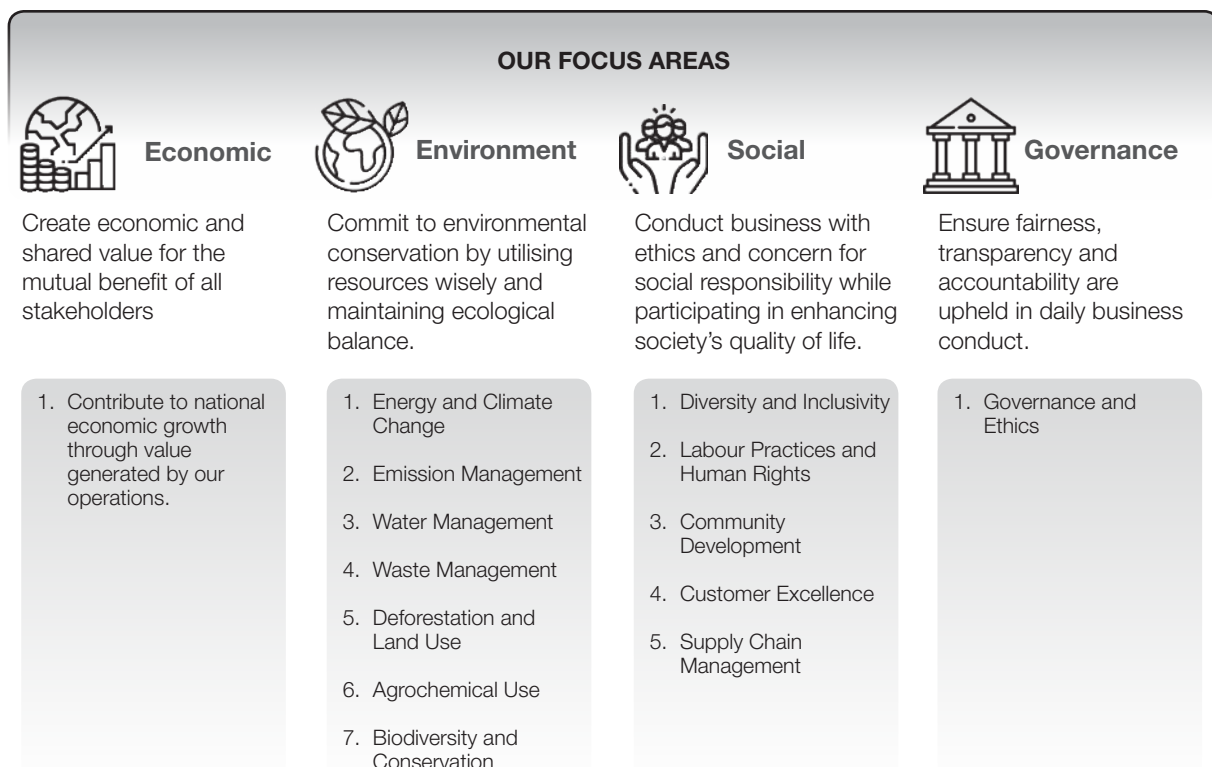 OUR FOCUS AREAS
Economic
Create economic and
shared value for the
mutual benefit of all
stakeholders
1. Contribute to national
economic growth
through value
generated by our
operations.
Environment
Commit to environmental
conservation by utilising
resources wisely and
maintaining ecological
balance.
1. Energy and Climate
Change
2. Emission Management
3. Water Management
4. Waste Management
5. Deforestation and
Land Use
6. Agrochemical Use
7. Biodiversity and
Conservation
Social
Conduct business with
ethics and concern for
social responsibility while
participating in enhancing
society's quality of life.
1. Diversity and Inclusivity
2. Labour Practices and
Human Rights
3. Community
Development
4. Customer Excellence
5. Supply Chain
Management
Governance
Ensure fairness,
transparency and
accountability are
upheld in daily business
conduct.
1. Governance and
Ethics